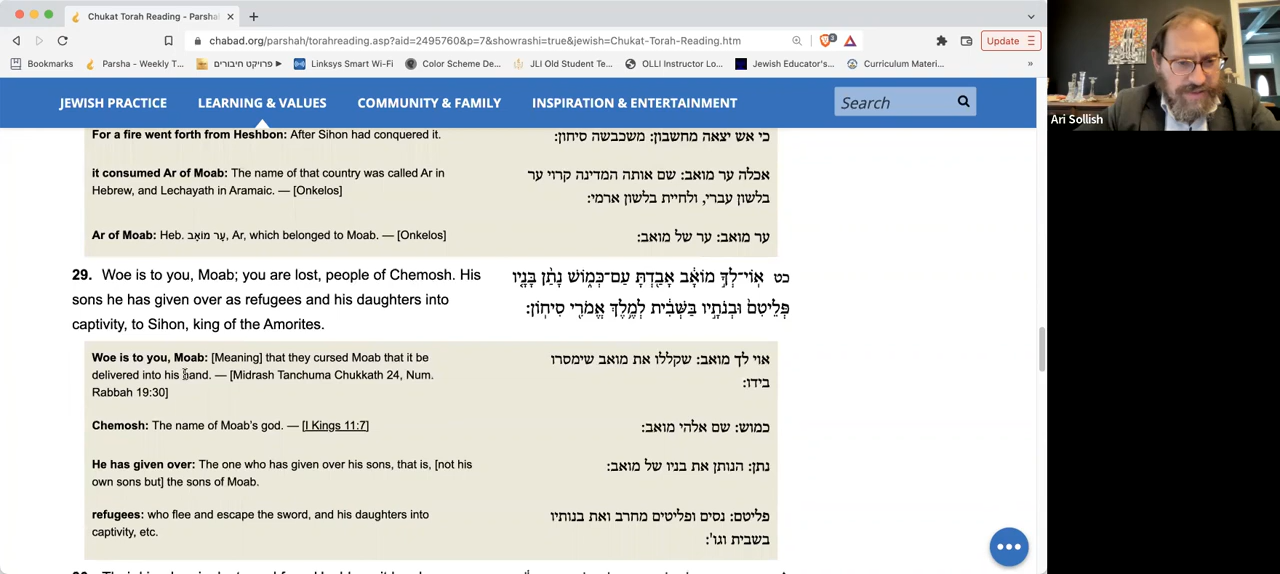 Chukat Torah Reading - Parsha
chabad.org/parshah/torahreading.asp?aid=2495760&p=7&showrashi=true&jewish=Chukat-Torah-Reading.htm
3
Update
Bookmarks
Parsha - Weekly T...
פרוייקט חיבורים
Linksys Smart Wi-Fi
Color Scheme De...
JLI Old Student Te...
OLLI Instructor Lo...
Jewish Educator's...
Curriculum Materi...
»
JEWISH PRACTICE
LEARNING & VALUES
COMMUNITY & FAMILY
INSPIRATION & ENTERTAINMENT
Search
Ari Sollish
For a fire went forth from Heshbon: After Sihon had conquered it.
כי אש יצאה מחשבון: משכבשה סיחון:
it consumed Ar of Moab: The name of that country was called Ar in
Hebrew, and Lechayath in Aramaic. — [Onkelos]
אכלה ער מואב: שם אותה המדינה קרוי ער
בלשון עברי, ולחיית בלשון ארמי:
Ar of Moab: Heb. עָר מוֹאָב, Ar, which belonged to Moab. — [Onkelos]
ער מואב: ער של מואב:
29. Woe is to you, Moab; you are lost, people of Chemosh. His
sons he has given over as refugees and his daughters into
captivity, to Sihon, king of the Amorites.
כט אֽוֹי־לְךָ֣ מוֹאָ֔ב אָבַ֖דְתָּ עַם־כְּמ֑וֹשׁ נָתַ֨ן בָּנָ֤יו
פְּלֵיטִם֙ וּבְנֹתָ֣יו בַּשְּׁבִ֔ית לְמֶ֥לֶךְ אֱמֹרִ֖י סִיחֽוֹן:
Woe is to you, Moab: [Meaning] that they cursed Moab that it be
delivered into his hand. — [Midrash Tanchuma Chukkath 24, Num.
Rabbah 19:30]
אוי לך מואב: שקללו את מואב שימסרו
בידו:
Chemosh: The name of Moab's god. — [I Kings 11:7]
כמוש: שם אלהי מואב:
He has given over: The one who has given over his sons, that is, [not his
own sons but] the sons of Moab.
נתן: הנותן את בניו של מואב:
refugees: who flee and escape the sword, and his daughters into
captivity, etc.
פליטם: נסים ופליטים מחרב ואת בנותיו
בשבית וגו':